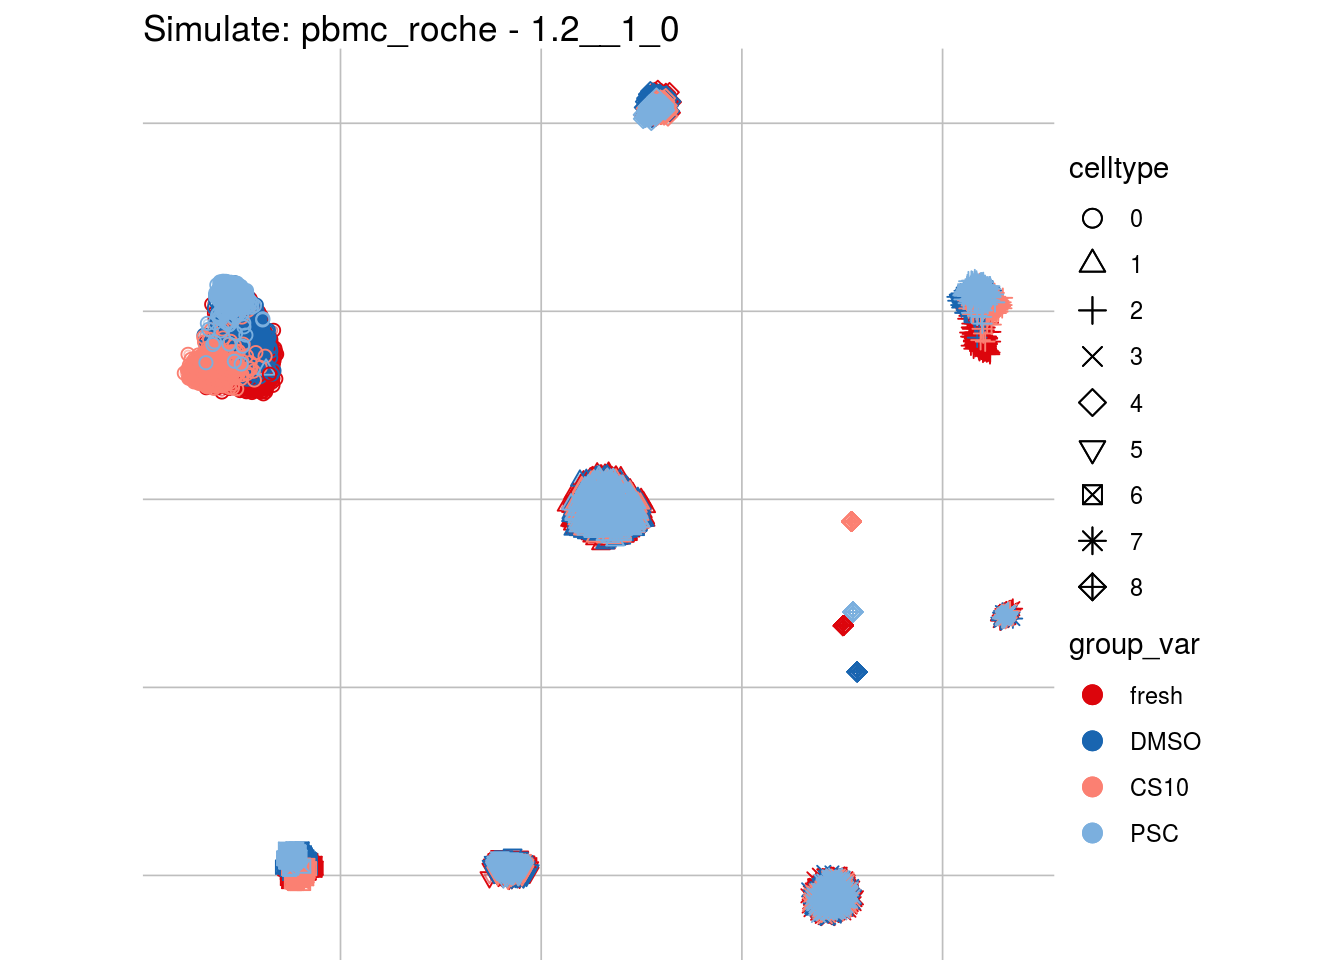 Simulate: pbmc_roche - 1.2__1_0
celltype
0
1
2
3
4
5
6
7
8
group_var
fresh
DMSO
CS10
PSC